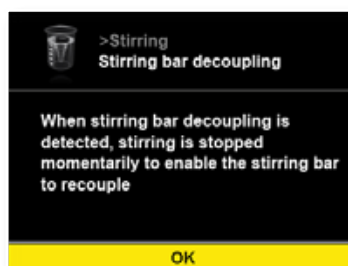 >Stirring
Stirring bar decoupling
When stirring bar decoupling is
detected, stirring is stopped
momentarily to enable the stirring bar
to recouple
OK